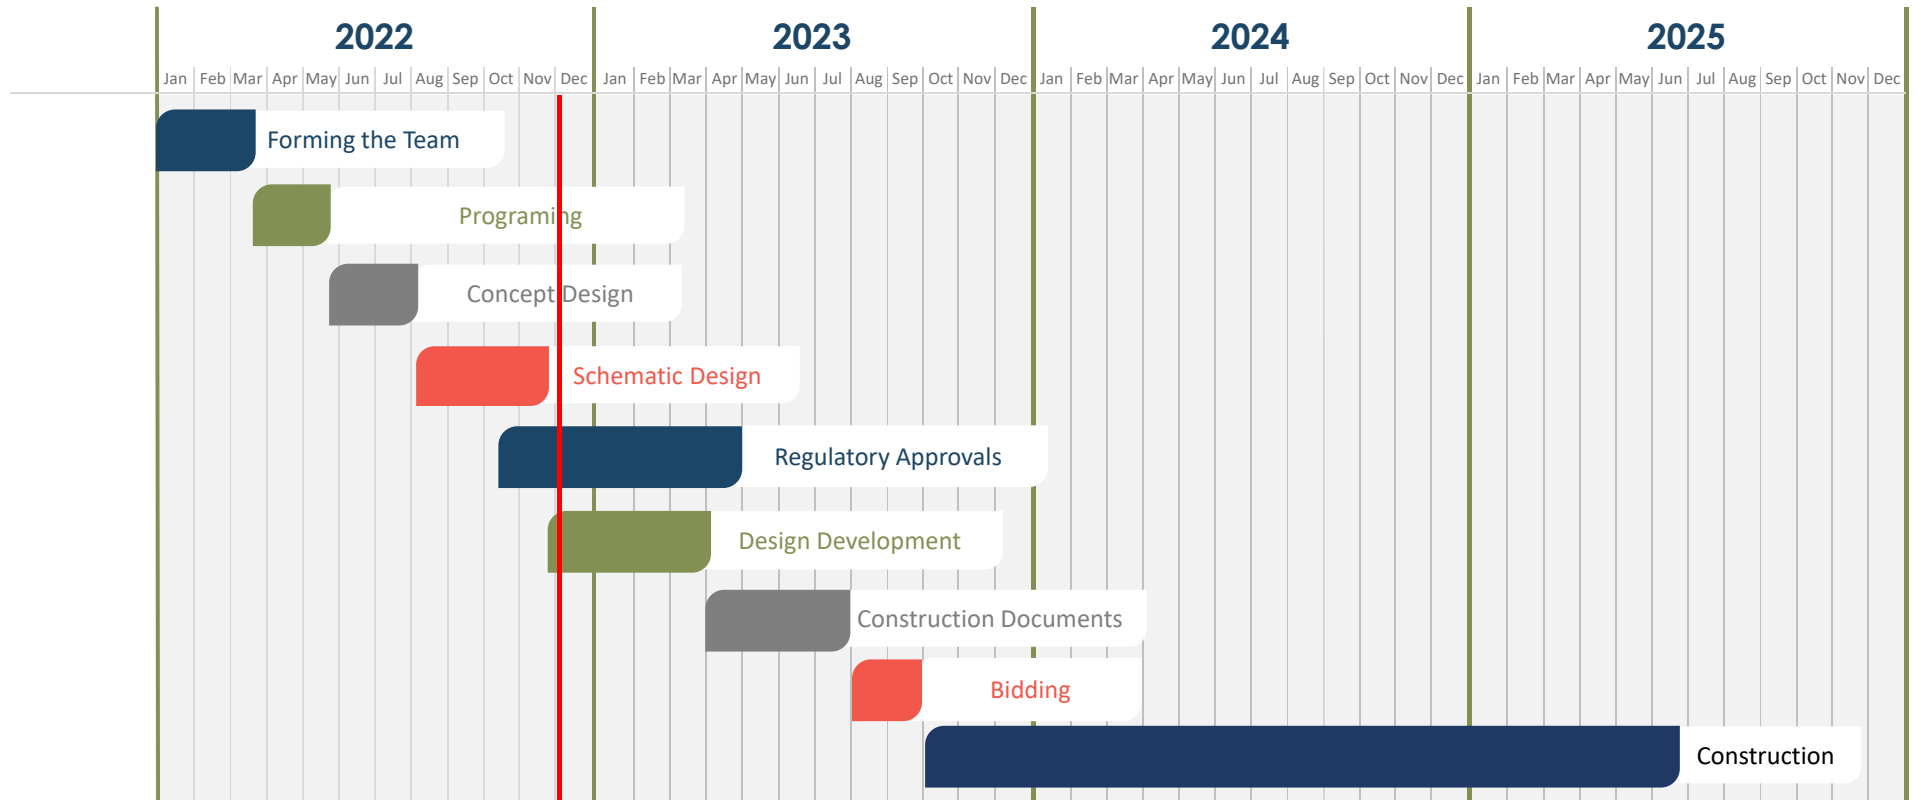 2022 2023 2024 2025
Jan Feb Mar Apr May Jun Jul Aug Sep Oct Nov Dec Jan Feb Mar Apr May Jun Jul Aug Sep Oct Nov Dec Jan Feb Mar Apr May Jun Jul Aug Sep Oct Nov Dec Jan Feb Mar Apr May Jun Jul Aug Sep Oct Nov Dec
Forming the Team
Programing
Concept Design
Schematic Design
Regulatory Approvals
Design Development
Construction Documents
Bidding
Construction